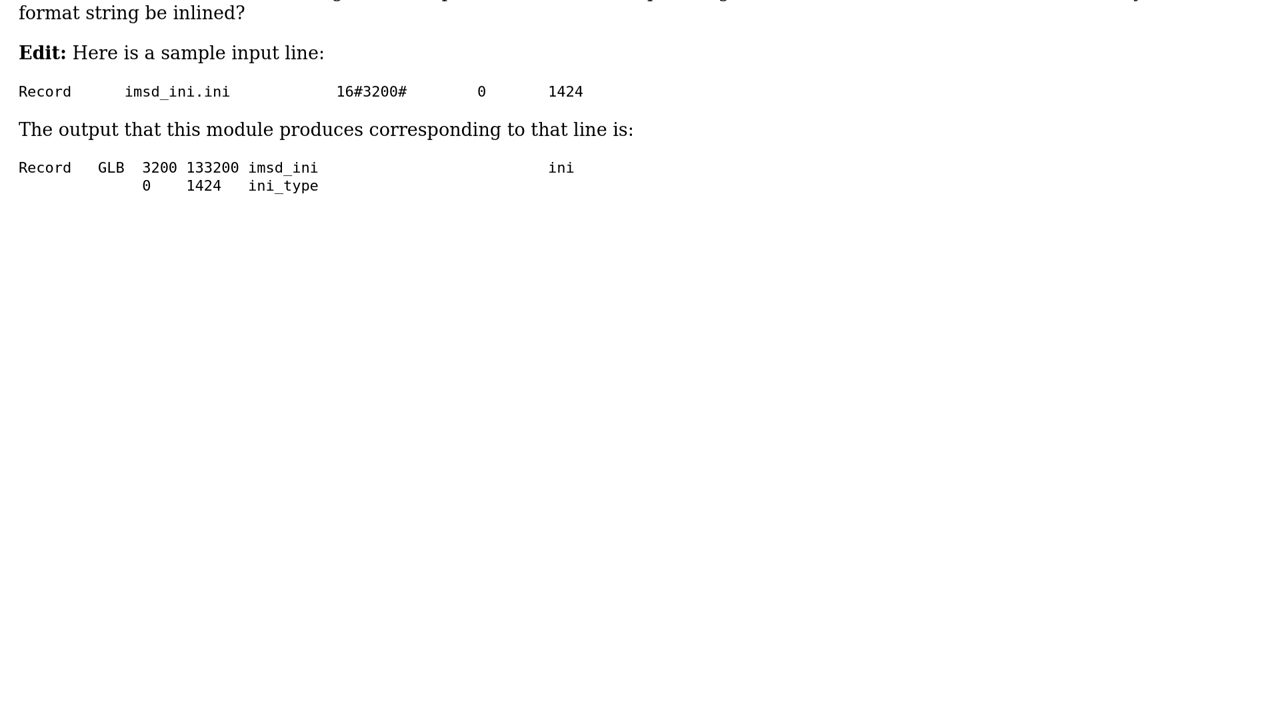 format string be inlined?
Edit: Here is a sample input line:
Record      imsd_ini.ini            16#3200#        0       1424
The output that this module produces corresponding to that line is:
Record   GLB  3200 133200 imsd_ini                          ini
              0    1424   ini_type